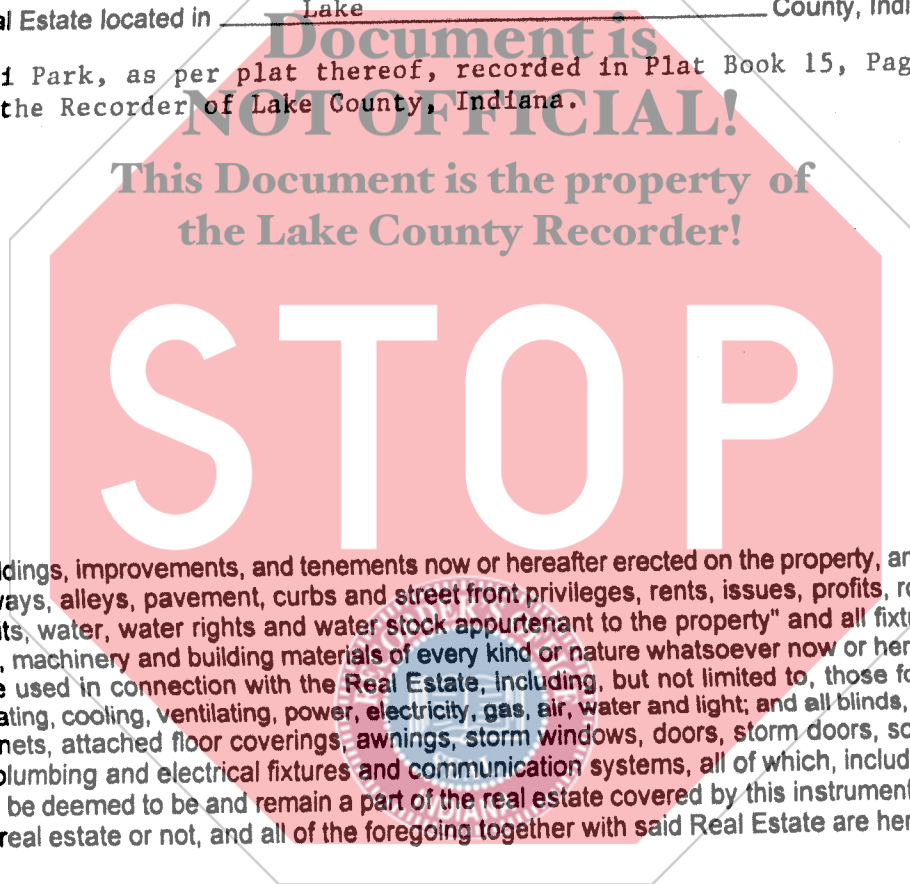 al Estate located in Lake County, Indi
Document is
i Park, as per plat thereof, recorded in Plat Book 15, Pag
the Recorder of Lake County, Indiana.
NOT OFFICIAL!
This Document is the property of
the Lake County Recorder!
STOP
dings, improvements, and tenements now or hereafter erected on the property, an
ays, alleys, pavement, curbs and street front privileges, rents, issues, profits, ro
ts, water, water rights and water stock appurtenant to the property" and all fixtu
, machinery and building materials of every kind or nature whatsoever now or her
e used in connection with the Real Estate, including, but not limited to, those fo
ating, cooling, ventilating, power, electricity, gas, air, water and light; and all blinds,
nets, attached floor coverings, awnings, storm windows, doors, storm doors, sc
plumbing and electrical fixtures and communication systems, all of which, includ
be deemed to be and remain a part of the real estate covered by this instrument
real estate or not, and all of the foregoing together with said Real Estate are her